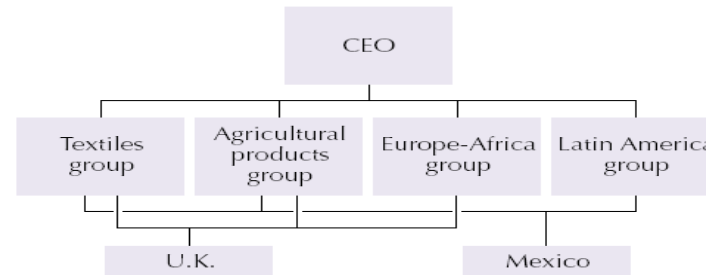 CEO
Textiles
group
Agricultural
products
group
Europe-Africa
group
Latin America
group
U.K.
Mexico